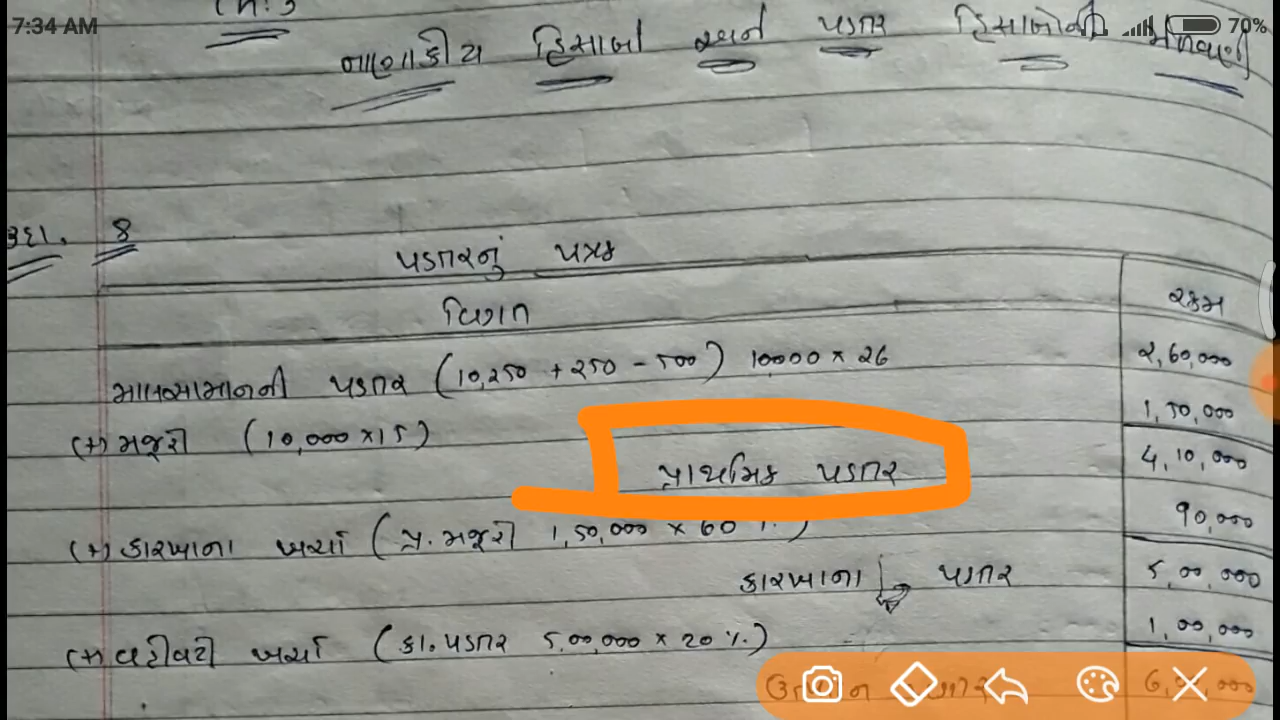 7:34 AM 70%
નાણાકીય હિસાબો અને પડતર હિસાબોની મેળવણી
ઉદા. 8
પડતરનું પત્રક
વિગત રકમ
માલસામાનની પડતર (10,250 + 250 - 500) 10000 × 26 2,60,000
(+) મજૂરી (10,000 × 15) 1,50,000
પ્રાથમિક પડતર 4,10,000
(+) કારખાના ખર્ચા (પ્ર. મજૂરી 1,50,000 × 60 %) 90,000
કારખાના પડતર 5,00,000
(+) વહીવટી ખર્ચા (કા. પડતર 5,00,000 × 20 %) 1,00,000